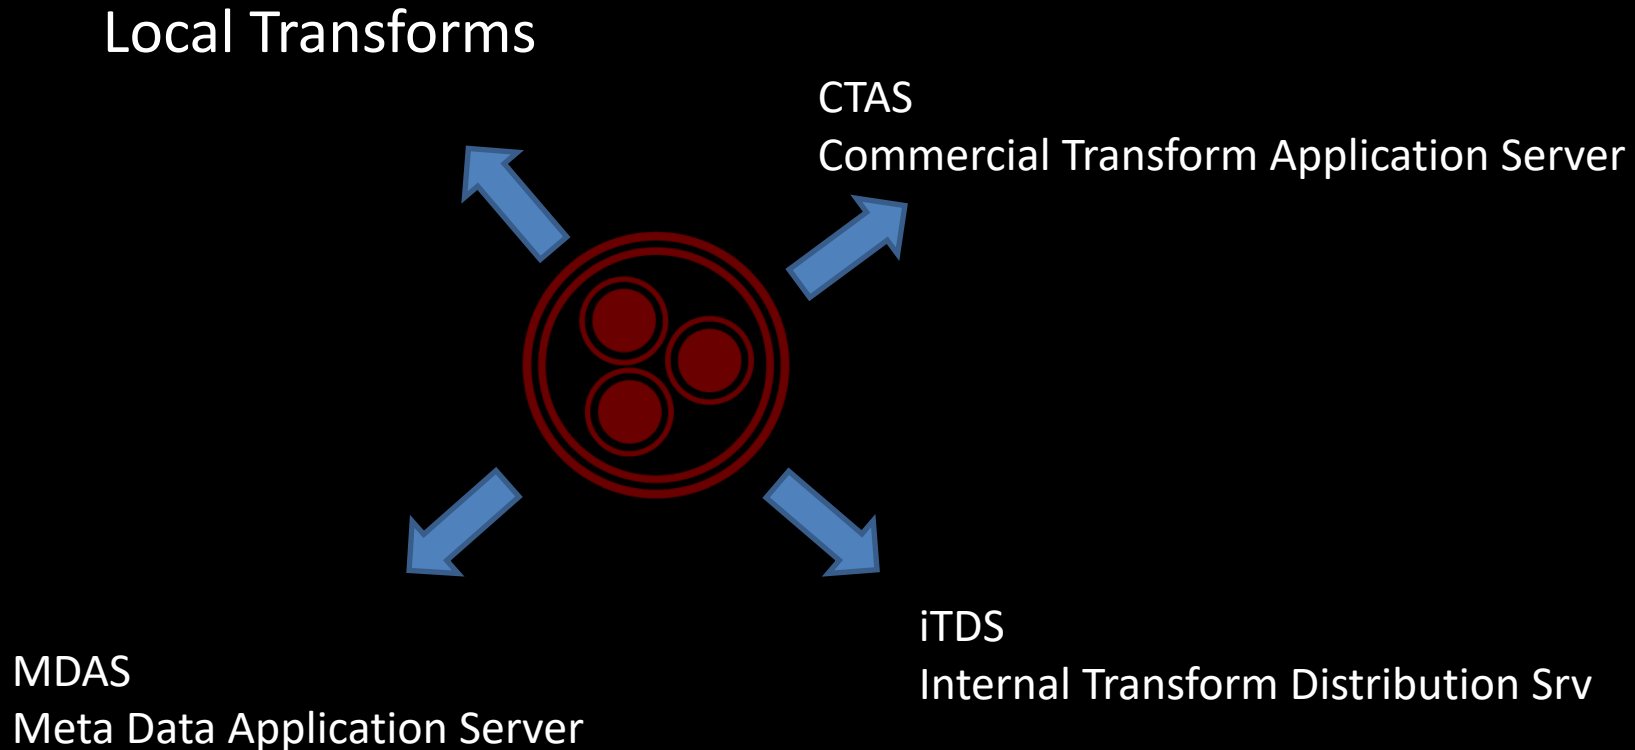 Local Transforms
CTAS
Commercial Transform Application Server
iTDS
Internal Transform Distribution Srv
MDAS
Meta Data Application Server